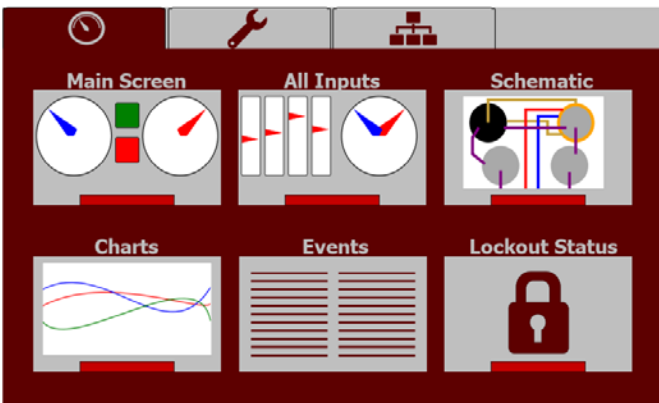 Main Screen
All Inputs
Schematic
Charts
Events
Lockout Status